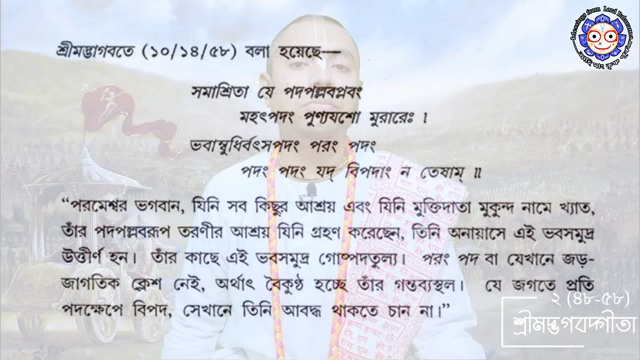 শ্রীমদ্ভাগবতে (১০/১৪/৫৮) বলা হয়েছে—
সমাশ্রিতা যে পদপল্লবপ্লবং
মহৎপদং পুণ্যযশো মুরারেঃ ।
ভবাম্বুধির্বৎসপদং পরং পদং
পদং পদং যদ্ বিপদাং ন তেষাম্ ॥
“পরমেশ্বর ভগবান, যিনি সব কিছুর আশ্রয় এবং যিনি মুক্তিদাতা মুকুন্দ নামে খ্যাত,
তাঁর পদপল্লবরূপ তরণীর আশ্রয় যিনি গ্রহণ করেছেন, তিনি অনায়াসে এই ভবসমুদ্র
উত্তীর্ণ হন। তাঁর কাছে এই ভবসমুদ্র গোষ্পদতুল্য। পরং পদ বা যেখানে জড়-
জাগতিক ক্লেশ নেই, অর্থাৎ বৈকুণ্ঠ হচ্ছে তাঁর গন্তব্যস্থল। যে জগতে প্রতি
পদক্ষেপে বিপদ, সেখানে তিনি আবদ্ধ থাকতে চান না।”
২ (৪৮-৫৮)
শ্রীমদ্ভগবদ্গীতা